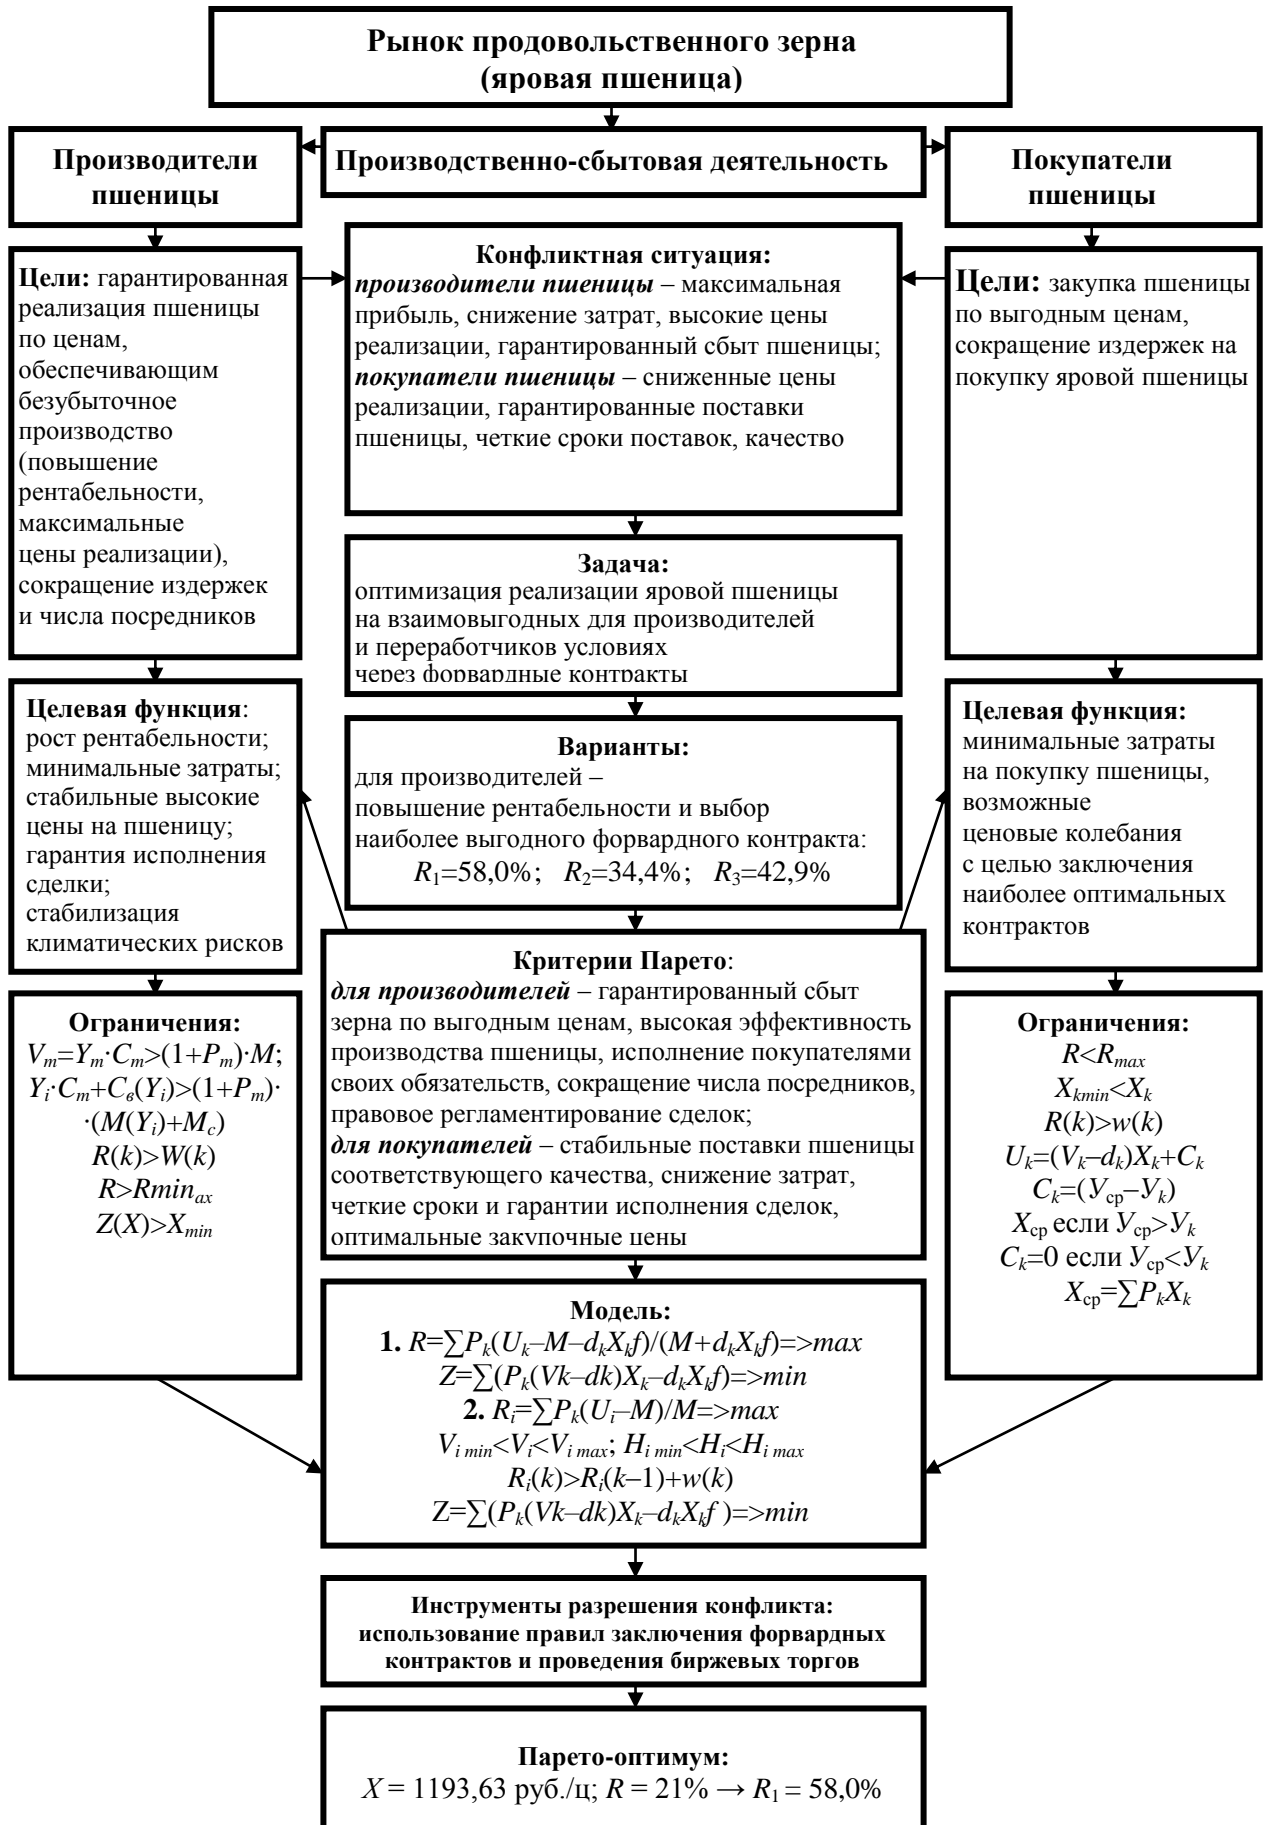 Рынок продовольственного зерна
(яровая пшеница)
Производители
пшеницы
Производственно-сбытовая деятельность
Покупатели
пшеницы
Цели: гарантированная
реализация пшеницы
по ценам,
обеспечивающим
безубыточное
производство
(повышение
рентабельности,
максимальные
цены реализации),
сокращение издержек
и числа посредников
Конфликтная ситуация:
производители пшеницы – максимальная
прибыль, снижение затрат, высокие цены
реализации, гарантированный сбыт пшеницы;
покупатели пшеницы – сниженные цены
реализации, гарантированные поставки
пшеницы, четкие сроки поставок, качество
Цели: закупка пшеницы
по выгодным ценам,
сокращение издержек на
покупку яровой пшеницы
Задача:
оптимизация реализации яровой пшеницы
на взаимовыгодных для производителей
и переработчиков условиях
через форвардные контракты
Целевая функция:
рост рентабельности;
минимальные затраты;
стабильные высокие
цены на пшеницу;
гарантия исполнения
сделки;
стабилизация
климатических рисков
Варианты:
для производителей –
повышение рентабельности и выбор
наиболее выгодного форвардного контракта:
R1=58,0%; R2=34,4%; R3=42,9%
Целевая функция:
минимальные затраты
на покупку пшеницы,
возможные
ценовые колебания
с целью заключения
наиболее оптимальных
контрактов
Критерии Парето:
для производителей – гарантированный сбыт
зерна по выгодным ценам, высокая эффективность
производства пшеницы, исполнение покупателями
своих обязательств, сокращение числа посредников,
правовое регламентирование сделок;
для покупателей – стабильные поставки пшеницы
соответствующего качества, снижение затрат,
четкие сроки и гарантии исполнения сделок,
оптимальные закупочные цены
Ограничения:
Vm=Ym·Cm>(1+Pm)·M;
Yi·Cm+Cв(Yi)>(1+Pm)·
·(M(Yi)+Mc)
R(k)>W(k)
R>Rminax
Z(X)>Xmin
Ограничения:
R<Rmax
Xkmin<Xk
R(k)>w(k)
Uk=(Vk–dk)Xk+Ck
Ck=(Уср–Уk)
Xср если Уср>Уk
Ck=0 если Уср<Уk
Xср=∑PkXk
Модель:
1. R=∑Pk(Uk–M–dkXkf)/(M+dkXkf)=>max
Z=∑(Pk(Vk–dk)Xk–dkXkf)=>min
2. Ri=∑Pk(Ui–M)/M=>max
Vi min<Vi<Vi max; Hi min<Hi<Hi max
Ri(k)>Ri(k–1)+w(k)
Z=∑(Pk(Vk–dk)Xk–dkXkf )=>min
Инструменты разрешения конфликта:
использование правил заключения форвардных
контрактов и проведения биржевых торгов
Парето-оптимум:
X = 1193,63 руб./ц; R = 21% → R1 = 58,0%